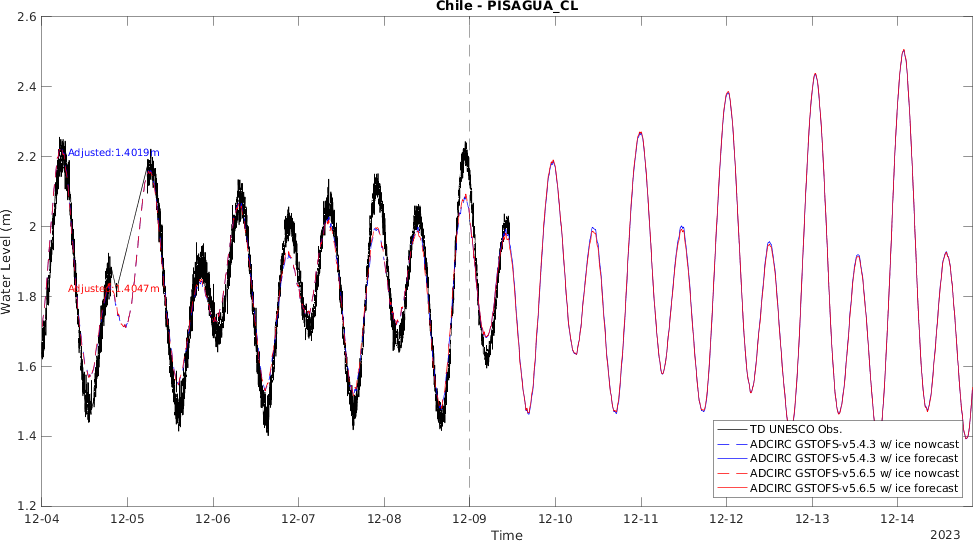 Chile - PISAGUA_CL
2.6
2.4
2.2
2
1.8
1.6
1.4
1.2
Water Level (m)
Adjusted:1.4019m
Adjusted:1.4047m
TD UNESCO Obs.
ADCIRC GSTOFS-v5.4.3 w/ ice nowcast
ADCIRC GSTOFS-v5.4.3 w/ ice forecast
ADCIRC GSTOFS-v5.6.5 w/ ice nowcast
ADCIRC GSTOFS-v5.6.5 w/ ice forecast
12-04 12-05 12-06 12-07 12-08 12-09 12-10 12-11 12-12 12-13 12-14
Time
2023